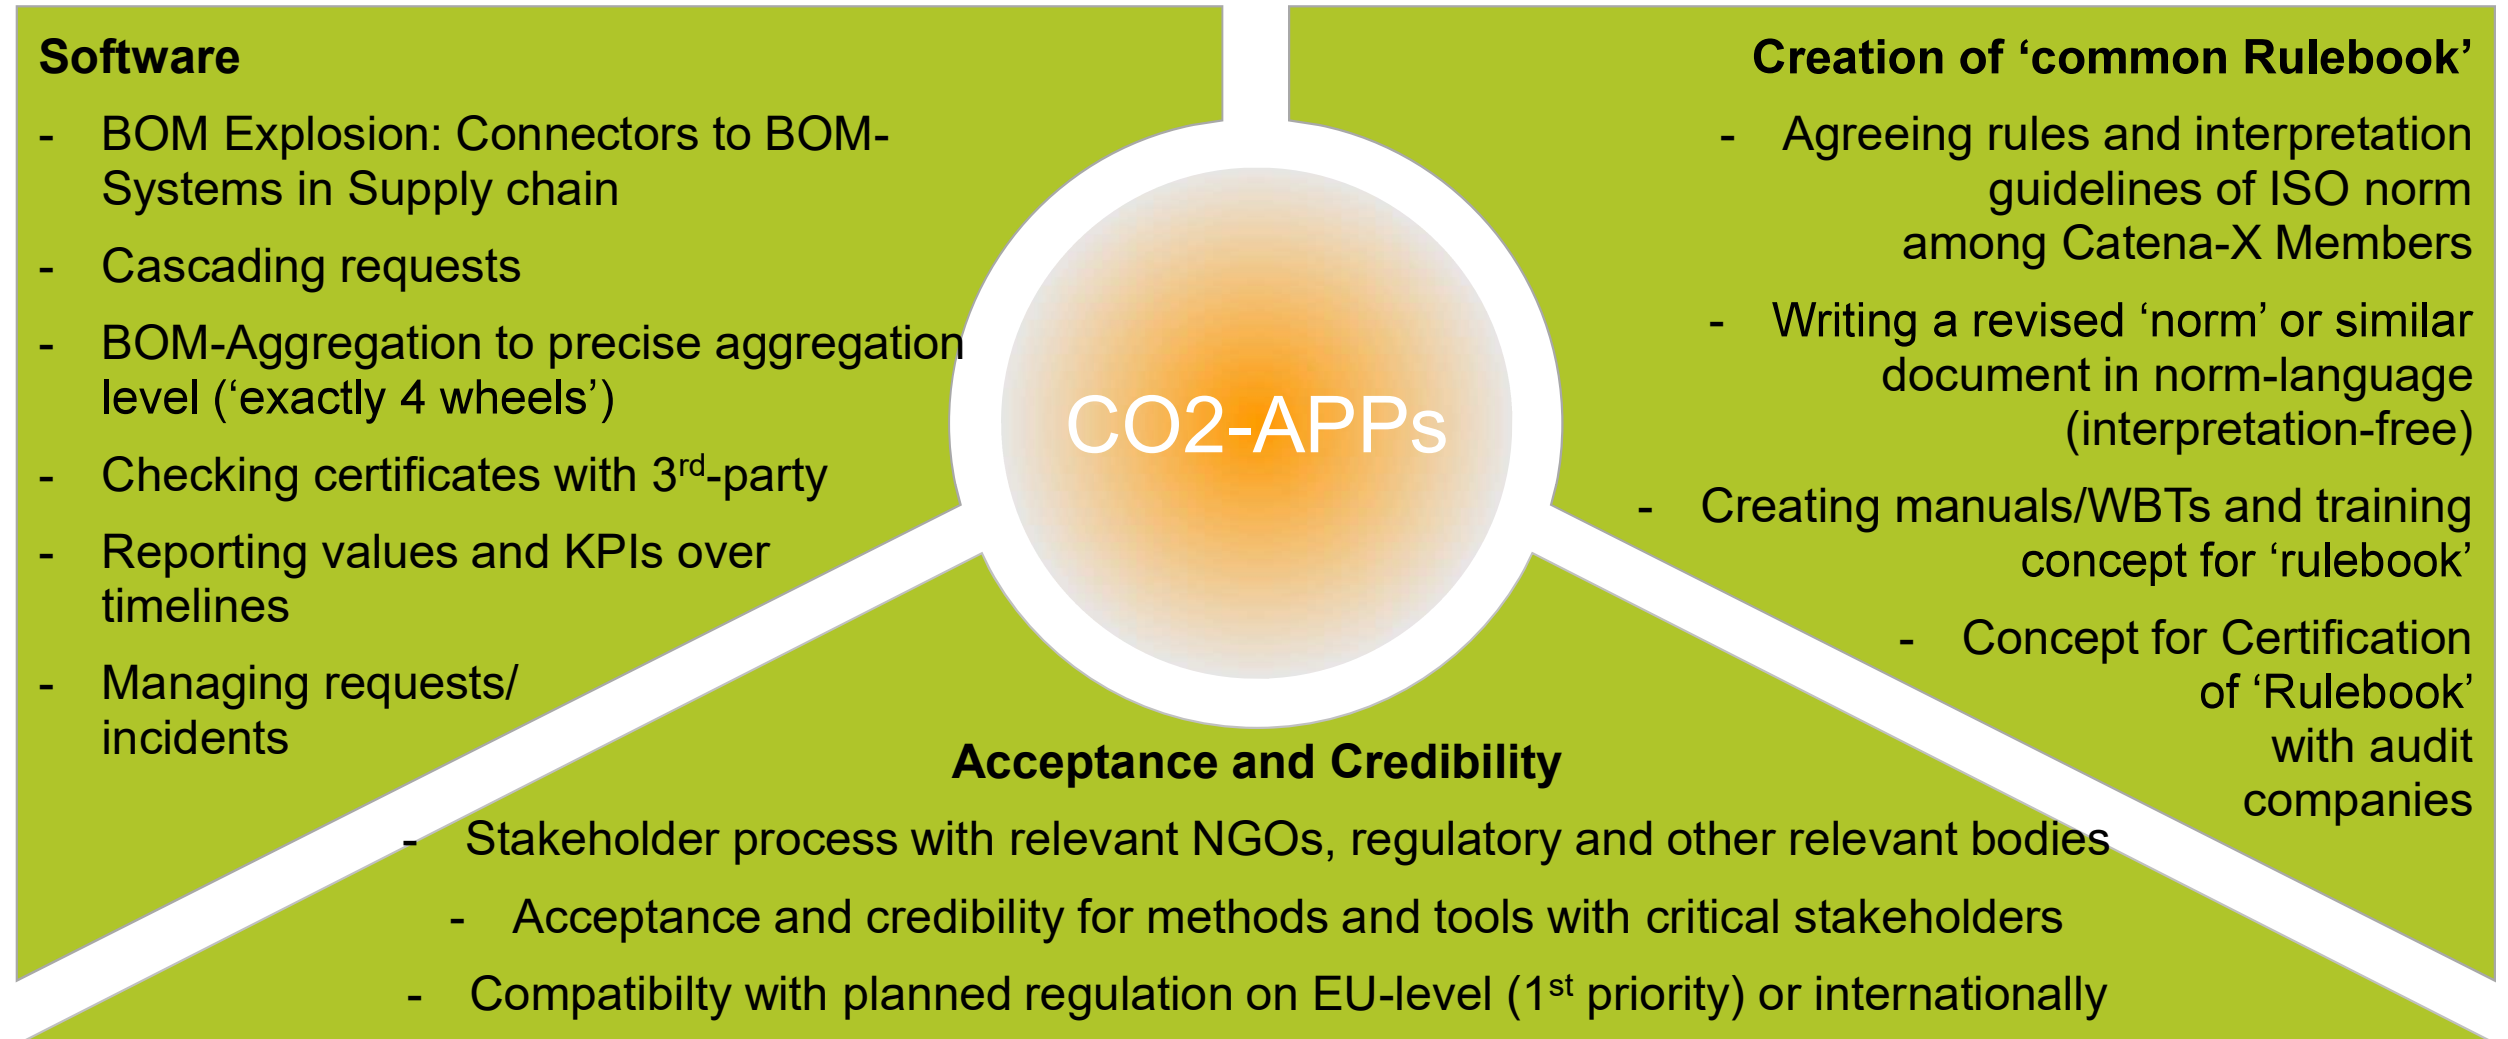 Software
- BOM Explosion: Connectors to BOM-
Systems in Supply chain
- Cascading requests
- BOM-Aggregation to precise aggregation
level (‘exactly 4 wheels’)
- Checking certificates with 3rd-party
- Reporting values and KPIs over
timelines
- Managing requests/
incidents
CO2-APPs
Creation of ‘common Rulebook’
- Agreeing rules and interpretation
guidelines of ISO norm
among Catena-X Members
- Writing a revised ‘norm’ or similar
document in norm-language
(interpretation-free)
- Creating manuals/WBTs and training
concept for ‘rulebook’
- Concept for Certification
of ‘Rulebook’
with audit
companies
Acceptance and Credibility
- Stakeholder process with relevant NGOs, regulatory and other relevant bodies
- Acceptance and credibility for methods and tools with critical stakeholders
- Compatibilty with planned regulation on EU-level (1st priority) or internationally